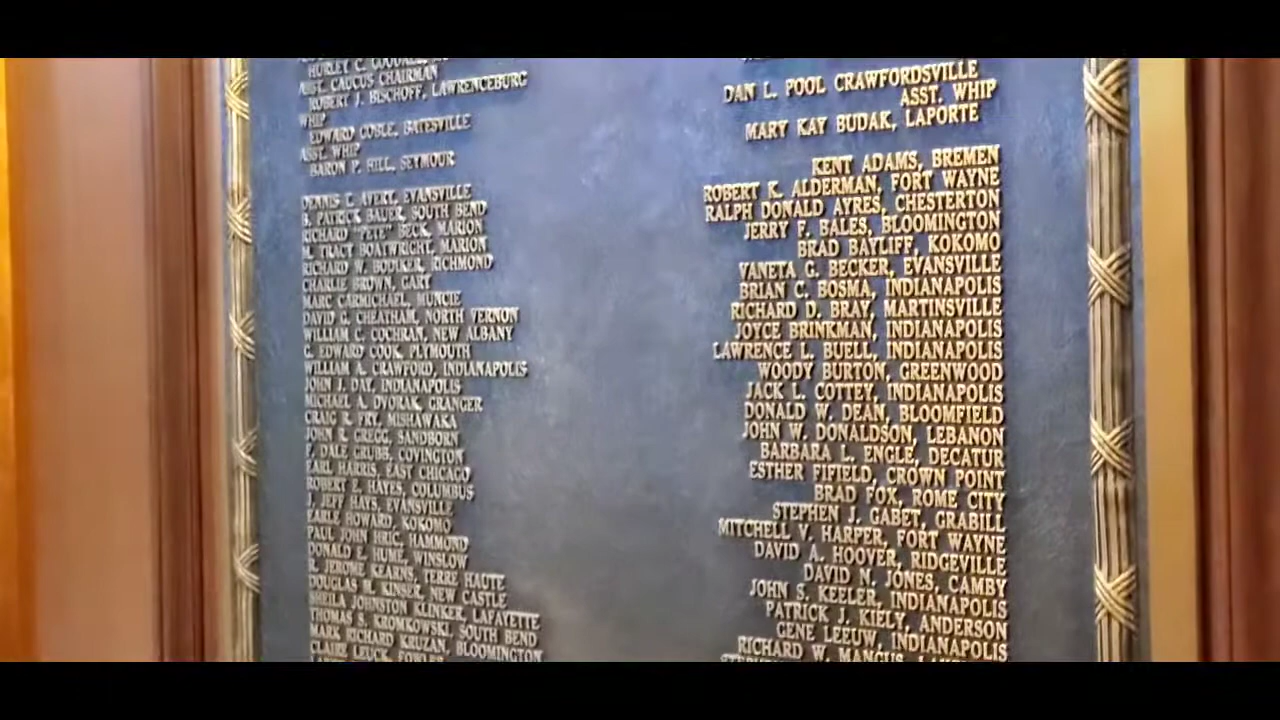 HURLEY C.
ASST. CAUCUS CHAIRMAN
ROBERT J. BISCHOFF, LAWRENCEBURG
WHIP
EDWARD GOBLE, BATESVILLE
ASST. WHIP
BARON P. HILL, SEYMOUR
DENNIS T. AVERY, EVANSVILLE
B. PATRICK BAUER, SOUTH BEND
RICHARD "PETE" BECK, MARION
M. TRACY BOATWRIGHT, MARION
RICHARD W. BODIKER, RICHMOND
CHARLIE BROWN, GARY
MARC CARMICHAEL, MUNCIE
DAVID G. CHEATHAM, NORTH VERNON
WILLIAM C. COCHRAN, NEW ALBANY
G. EDWARD COOK, PLYMOUTH
WILLIAM A. CRAWFORD, INDIANAPOLIS
JOHN J. DAY, INDIANAPOLIS
MICHAEL A. DVORAK, GRANGER
CRAIG R. FRY, MISHAWAKA
JOHN R. GREGG, SANDBORN
F. DALE GRUBB, COVINGTON
EARL HARRIS, EAST CHICAGO
ROBERT E. HAYES, COLUMBUS
J. JEFF HAYS, EVANSVILLE
EARLE HOWARD, KOKOMO
PAUL JOHN HRIC, HAMMOND
DONALD E. HUME, WINSLOW
R. JEROME KEARNS, TERRE HAUTE
DOUGLAS M. KINSER, NEW CASTLE
SHEILA JOHNSTON KLINKER, LAFAYETTE
THOMAS S. KROMKOWSKI, SOUTH BEND
MARK RICHARD KRUZAN, BLOOMINGTON
CLAIRE LEUCK,
DAN L. POOL CRAWFORDSVILLE
ASST. WHIP
MARY KAY BUDAK, LAPORTE
KENT ADAMS, BREMEN
ROBERT K. ALDERMAN, FORT WAYNE
RALPH DONALD AYRES, CHESTERTON
JERRY F. BALES, BLOOMINGTON
BRAD BAYLIFF, KOKOMO
VANETA G. BECKER, EVANSVILLE
BRIAN C. BOSMA, INDIANAPOLIS
RICHARD D. BRAY, MARTINSVILLE
JOYCE BRINKMAN, INDIANAPOLIS
LAWRENCE L. BUELL, INDIANAPOLIS
WOODY BURTON, GREENWOOD
JACK L. COTTEY, INDIANAPOLIS
DONALD W. DEAN, BLOOMFIELD
JOHN W. DONALDSON, LEBANON
BARBARA L. ENGLE, DECATUR
ESTHER FIFIELD, CROWN POINT
BRAD FOX, ROME CITY
STEPHEN J. GABET, GRABILL
MITCHELL V. HARPER, FORT WAYNE
DAVID A. HOOVER, RIDGEVILLE
DAVID N. JONES, CAMBY
JOHN S. KEELER, INDIANAPOLIS
PATRICK J. KIELY, ANDERSON
GENE LEEUW, INDIANAPOLIS
RICHARD W. MANGUS,